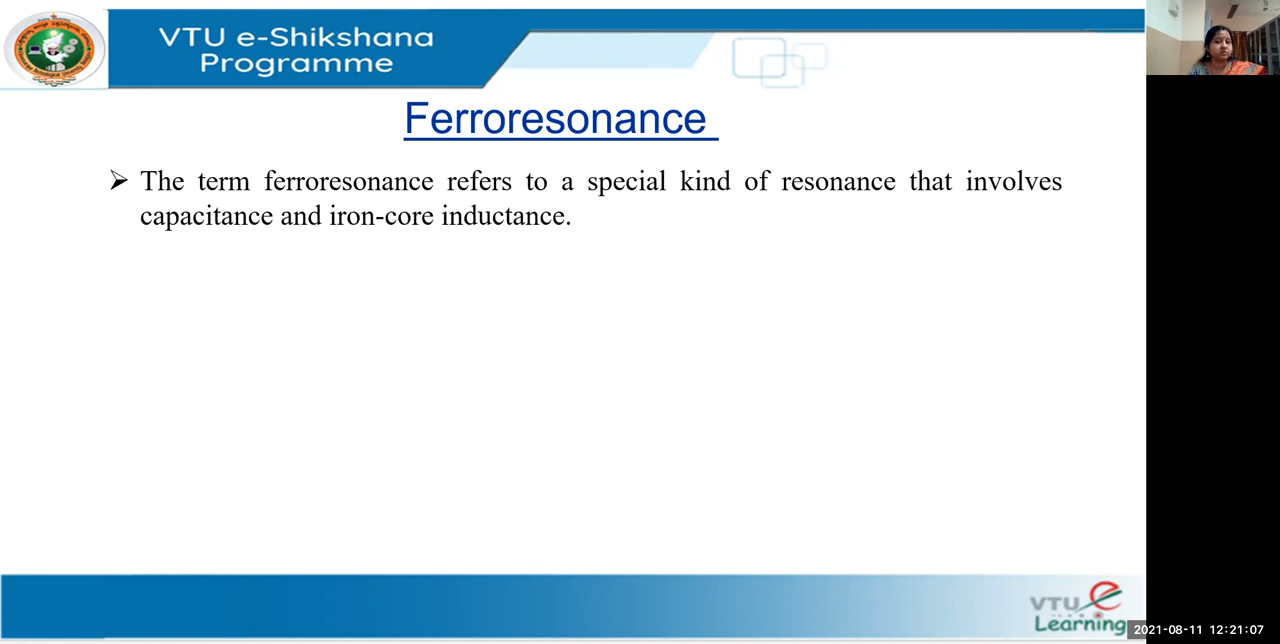 VTU e-Shikshana
Programme
Ferroresonance
➢ The term ferroresonance refers to a special kind of resonance that involves
capacitance and iron-core inductance.
VTU e
Learning
2021-08-11 12:21:07